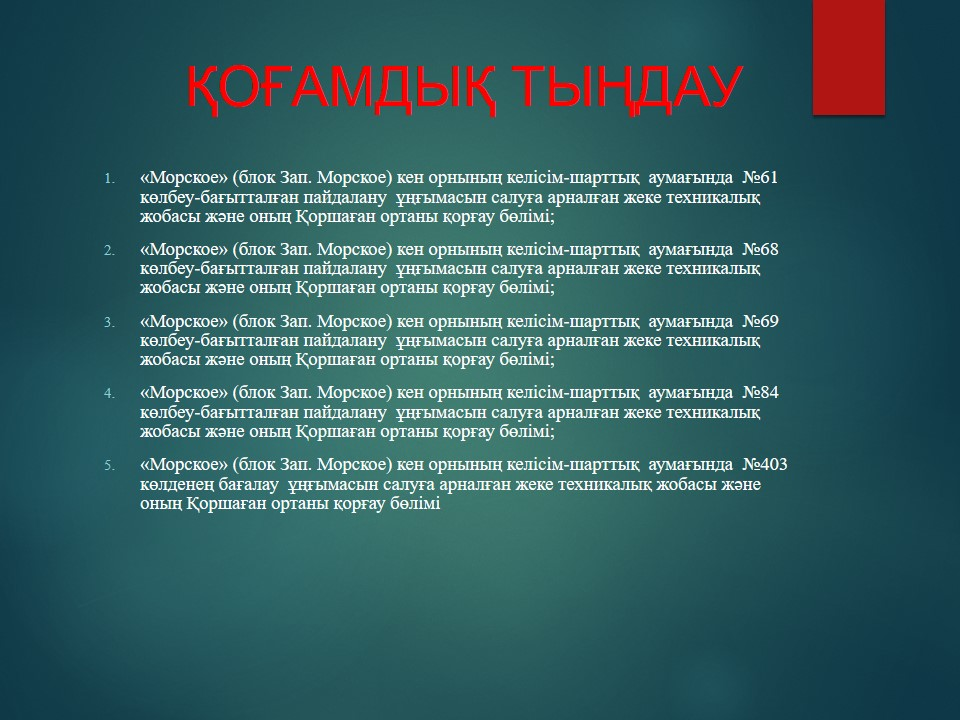 ҚОҒАМДЫҚ ТЫҢДАУ
1. «Морское» (блок Зап. Морское) кен орнының келісім-шарттық  аумағында  №61
көлбеу-бағытталған пайдалану  ұңғымасын салуға арналған жеке техникалық
жобасы және оның Қоршаған ортаны қорғау бөлімі;
2. «Морское» (блок Зап. Морское) кен орнының келісім-шарттық  аумағында  №68
көлбеу-бағытталған пайдалану  ұңғымасын салуға арналған жеке техникалық
жобасы және оның Қоршаған ортаны қорғау бөлімі;
3. «Морское» (блок Зап. Морское) кен орнының келісім-шарттық  аумағында  №69
көлбеу-бағытталған пайдалану  ұңғымасын салуға арналған жеке техникалық
жобасы және оның Қоршаған ортаны қорғау бөлімі;
4. «Морское» (блок Зап. Морское) кен орнының келісім-шарттық  аумағында  №84
көлбеу-бағытталған пайдалану  ұңғымасын салуға арналған жеке техникалық
жобасы және оның Қоршаған ортаны қорғау бөлімі;
5. «Морское» (блок Зап. Морское) кен орнының келісім-шарттық  аумағында  №403
көлденең бағалау  ұңғымасын салуға арналған жеке техникалық жобасы және
оның Қоршаған ортаны қорғау бөлімі